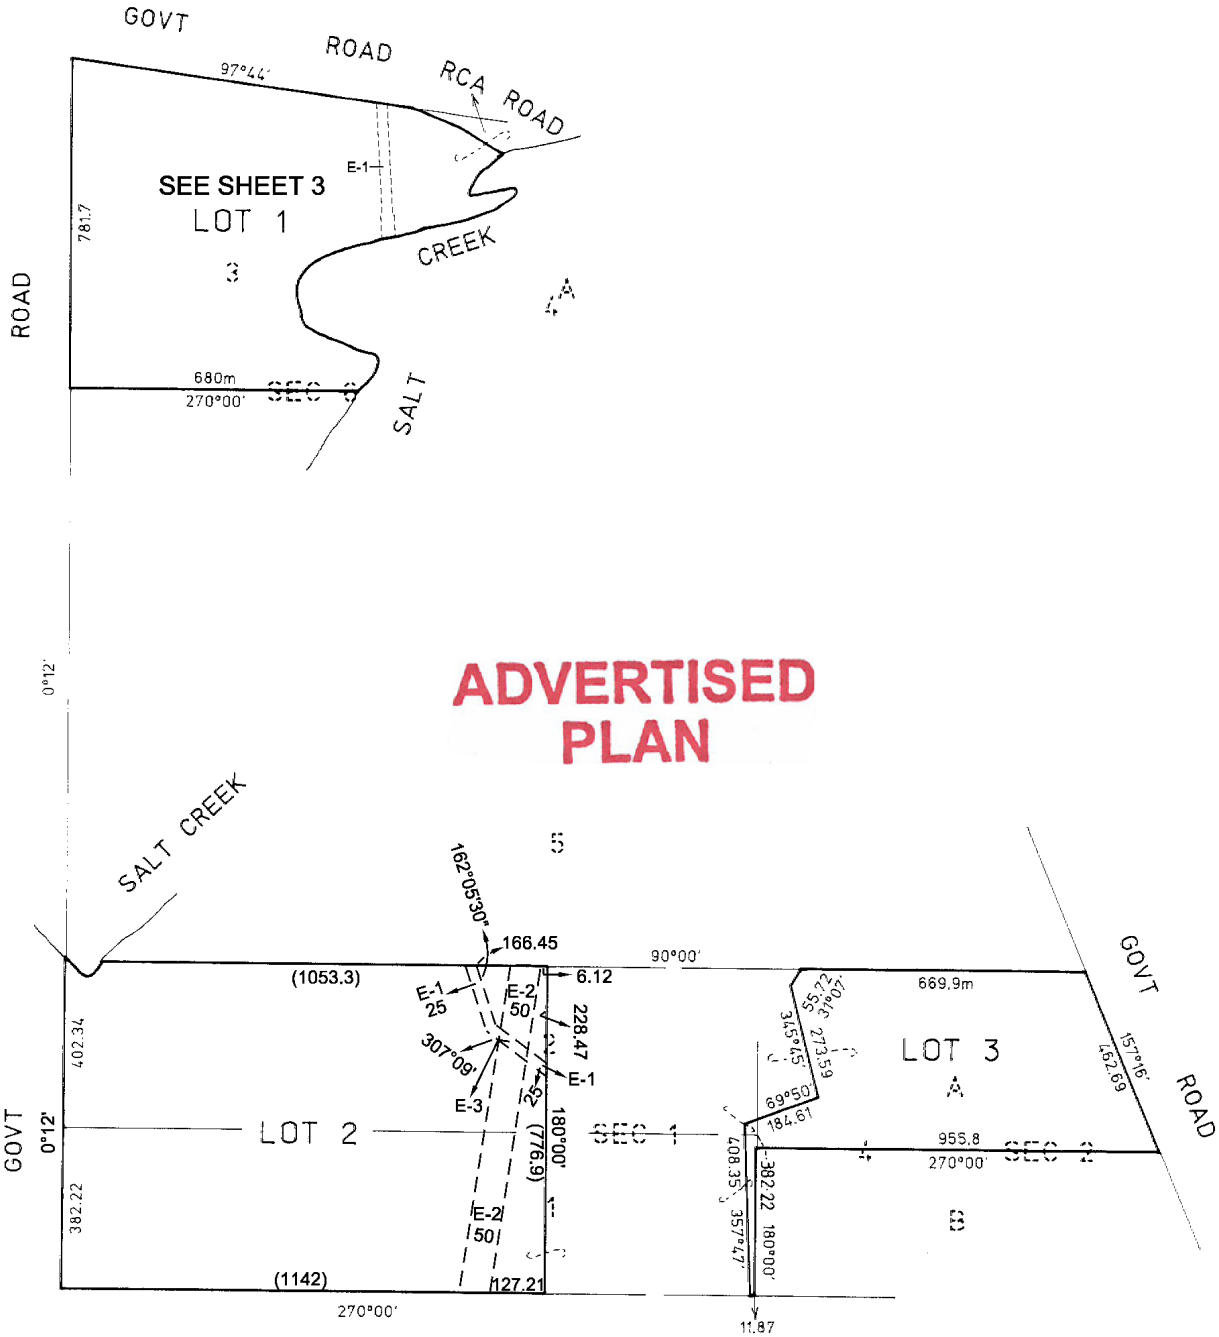 GOVT
ROAD
RCA ROAD
97°44'
E-1
SEE SHEET 3
LOT 1
781.7
CREEK
3
4A
ROAD
680m
SEC 3
270°00'
SALT
0°12'
ADVERTISED
PLAN
SALT CREEK
5
162°05'30"
166.45
90°00'
GOVT
(1053.3)
6.12
E-1
25
E-2
50
228.47
55.72
31°07'
669.9m
402.34
307°09'
2
345°45'
273.59
LOT 3
157°16'
462.69
E-1
E-3
25
69°50'
184.61
A
ROAD
GOVT
0°12'
LOT 2
180°00'
(776.9)
SEC 1
955.8
4
SEC 2
270°00'
408.35
382.22
382.22
E-2
50
1
357°47'
180°00'
B
(1142)
127.21
270°00'
11.87